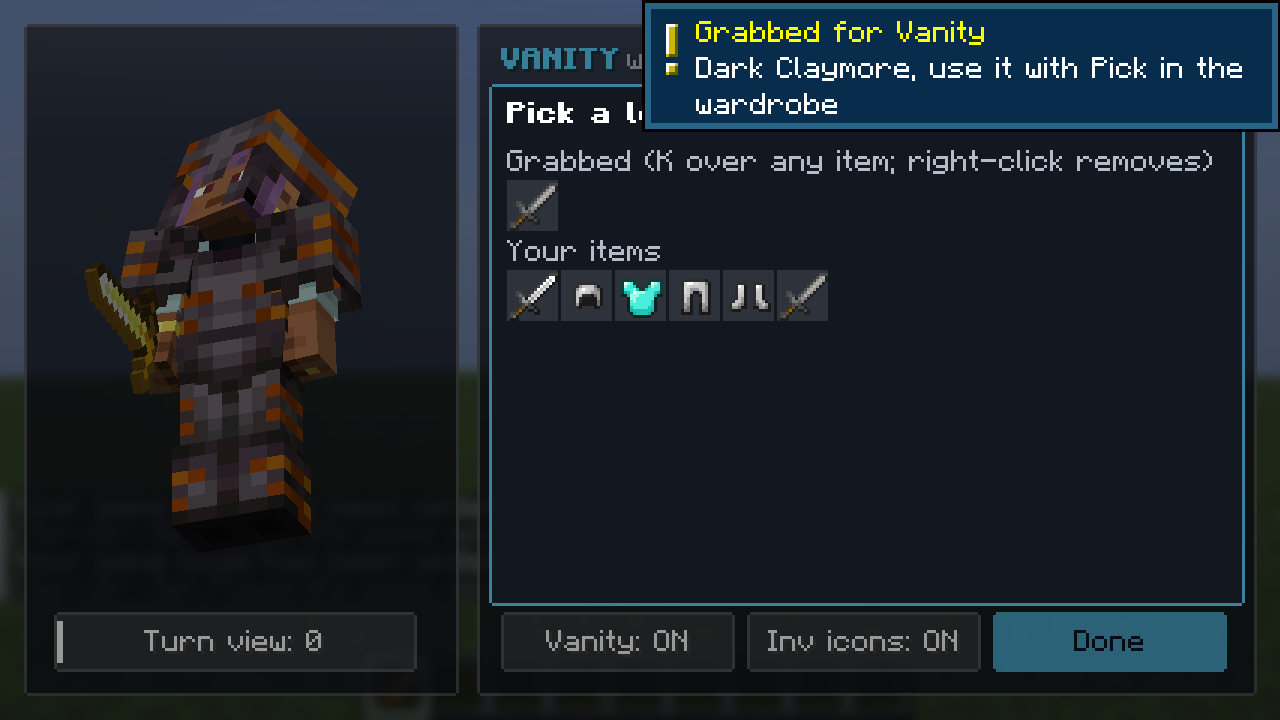 Grabbed for Vanity
Dark Claymore, use it with Pick in the
wardrobe
VANITY
Pick a
Grabbed (K over any item; right-click removes)
Your items
Turn view: 0
Vanity: ON
Inv icons: ON
Done